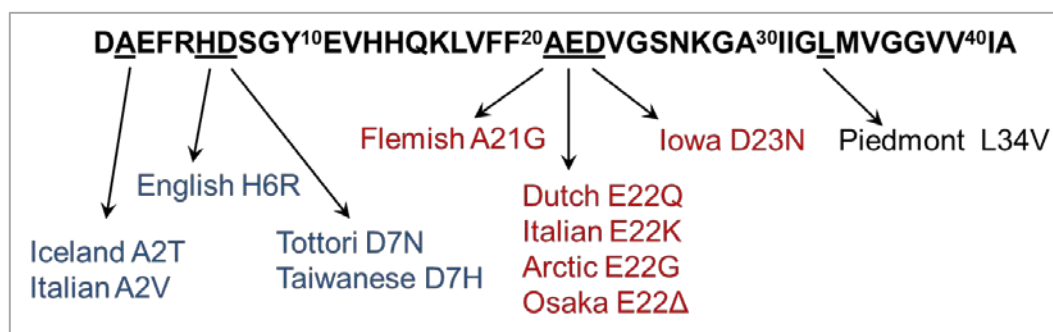 DAEFRHDSGY¹⁰EVHHQKLVFF²⁰AEDVGSNKGA³⁰IIGLMVGGVV⁴⁰IA
Flemish A21G
Iowa D23N
Piedmont L34V
English H6R
Dutch E22Q
Italian E22K
Arctic E22G
Osaka E22Δ
Iceland A2T
Italian A2V
Tottori D7N
Taiwanese D7H